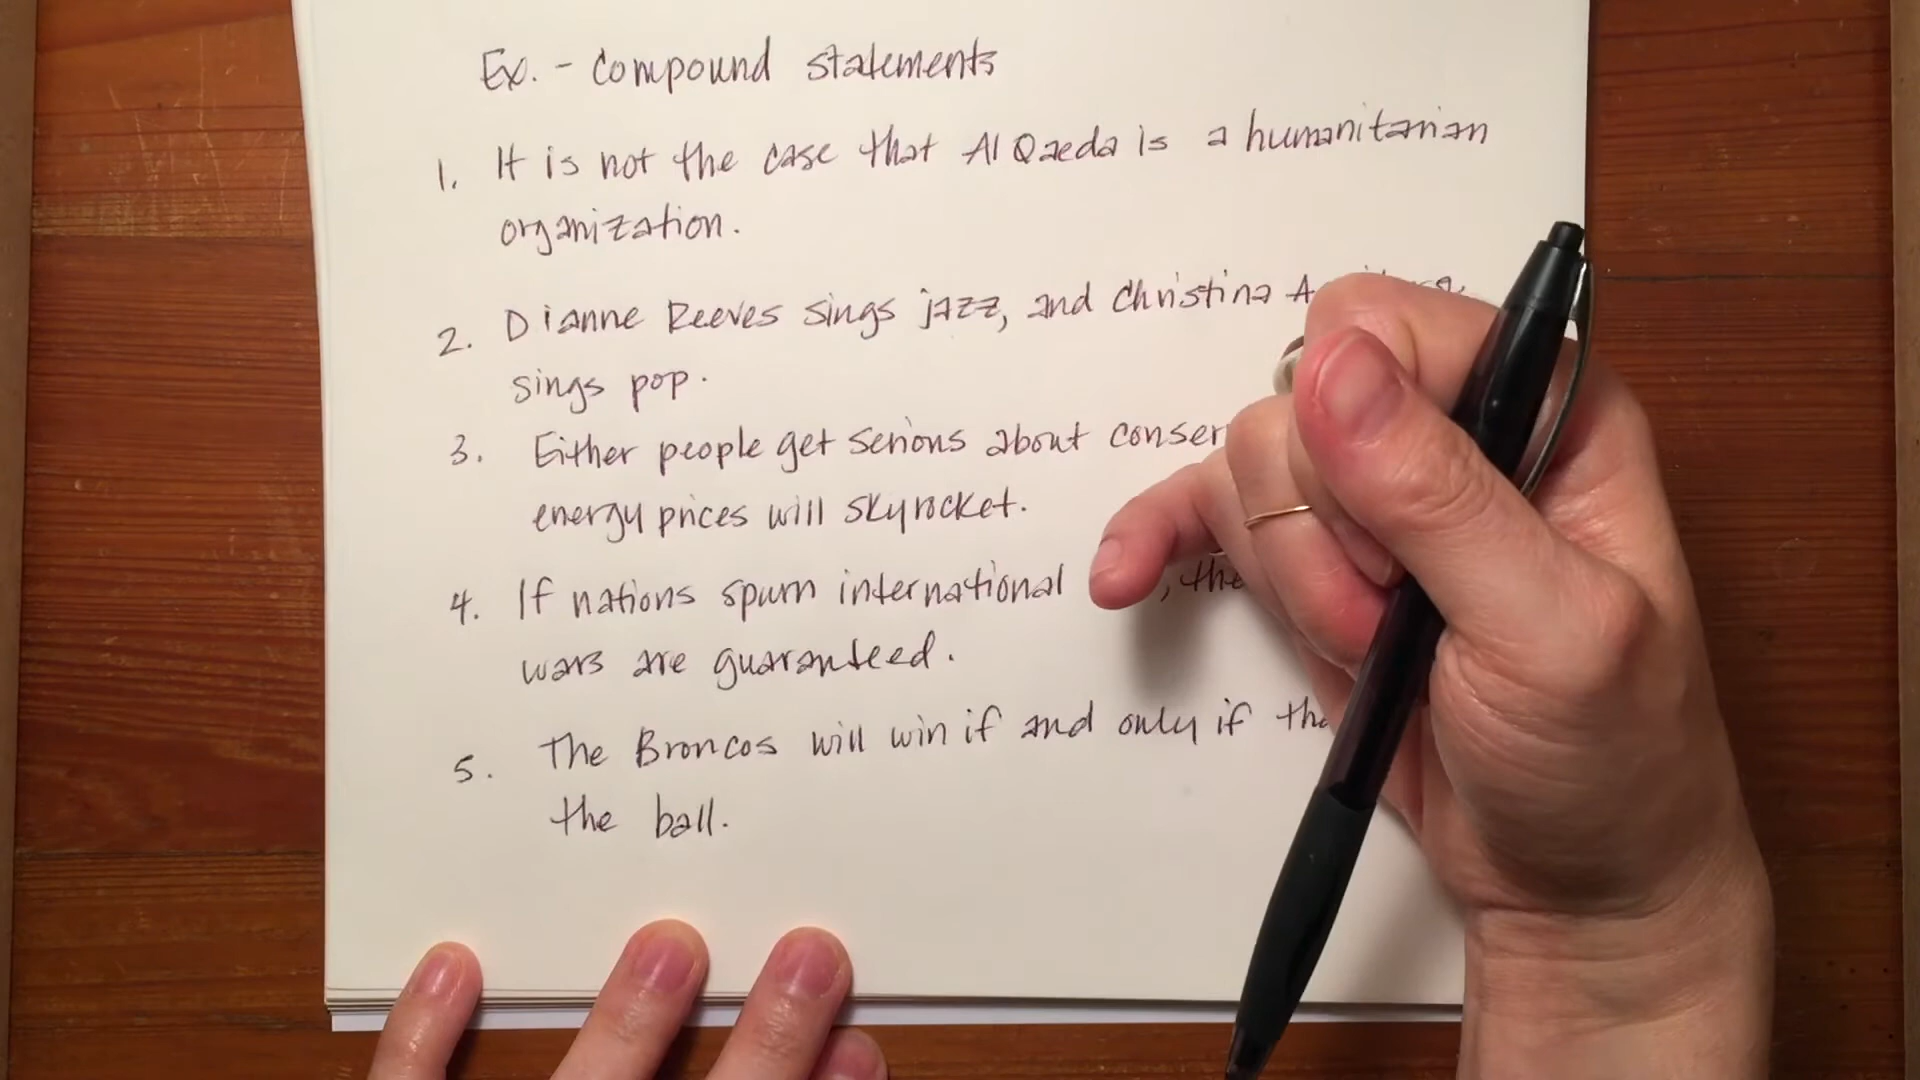 Ex. - Compound statements
1. It is not the case that Al Qaeda is a humanitarian
organization.
2. Dianne Reeves sings jazz, and Christina
sings pop.
3. Either people get serious about
energy prices will skyrocket.
4. If nations spurn international
wars are guaranteed.
5. The Broncos will win if and only if
the ball.